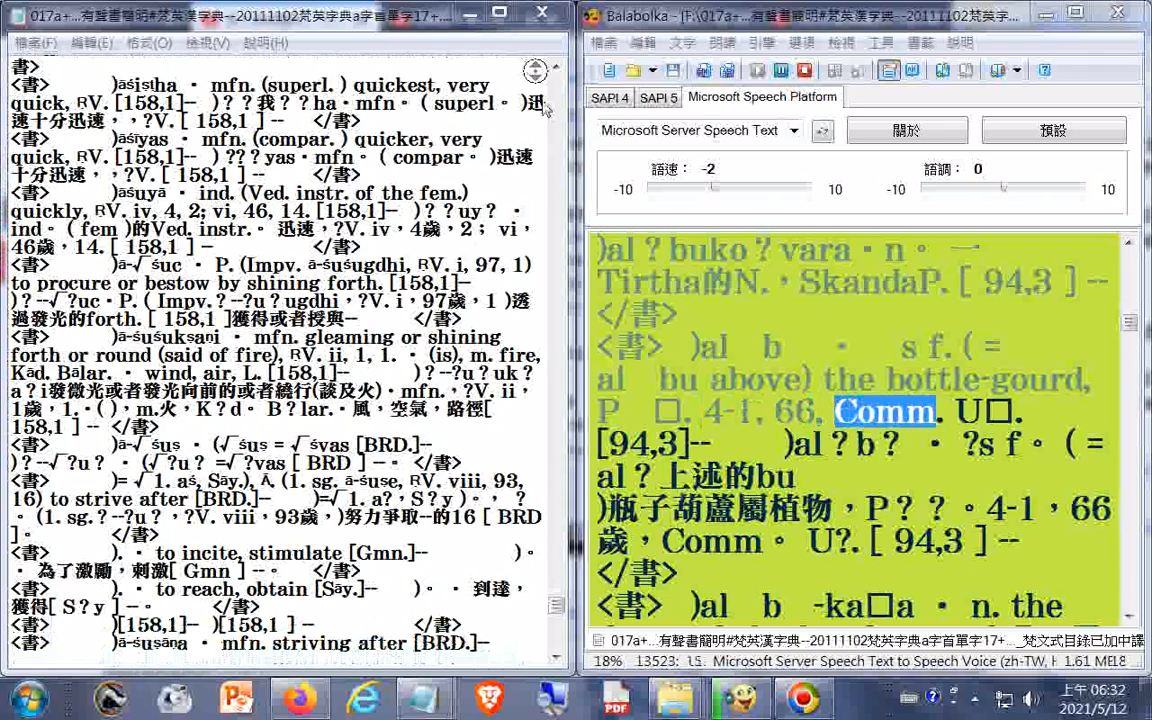 有聲書簡明#梵英漢字典--20111102梵英字典a字首單字17+...
檔案(F) 編輯(E) 格式(O) 檢視(V) 說明(H)
書>
<書> )āśiṣṭha • mfn. (superl. ) quickest, very
quick, RV. [158,1]-- )??我??ha•mfn。( superl。)迅
速十分迅速，，?V. [ 158,1 ] -- </書>
<書> )āśīyas • mfn. (compar. ) quicker, very
quick, RV. [158,1]-- )???yas•mfn。( compar。)迅速
十分迅速，，?V. [ 158,1 ] -- </書>
<書> )āśuyā • ind. (Ved. instr. of the fem.)
quickly, RV. iv, 4, 2; vi, 46, 14. [158,1]-- )??uy? •
ind。( fem )的Ved. instr.。 迅速，?V. iv，4歲，2；vi，
46歲，14. [ 158,1 ] -- </書>
<書> )ā-√śuc • P. (Impv. ā-śuśugdhi, RV. i, 97, 1)
to procure or bestow by shining forth. [158,1]--
)?--√?uc•P. ( Impv.?--?u?ugdhi，?V. i，97歲，1 )透
過發光的forth. [ 158,1 ]獲得或者授與-- </書>
<書> )ā-śuśukṣaṇi • mfn. gleaming or shining
forth or round (said of fire), RV. ii, 1, 1. • (is), m. fire,
Kād. Bālar. • wind, air, L. [158,1]-- )?--?u?uk?
a?i發微光或者發光向前的或者繞行(談及火)•mfn.，?V. ii，
1歲，1.•( )，m.火，K?d。B?lar.•風，空氣，路徑[
158,1 ] -- </書>
<書> )ā-√śuṣ • (√śuṣ = √śvas [BRD.]--
)?--√?u? • (√?u? =√?vas [ BRD ] --。 </書>
<書> )= √1. aś, Sāy.), Ā. (1. sg. ā-śuṣe, RV. viii, 93,
16) to strive after [BRD.]-- )=√1. a?，S?y )。，?
。(1. sg.?--?u?，?V. viii，93歲，)努力爭取--的16 [ BRD
]。 </書>
<書> ). • to incite, stimulate [Gmn.]-- )。
• 為了激勵，刺激[ Gmn ] --。 </書>
<書> ). • to reach, obtain [Sāy.]-- )。 • 到達，
獲得[ S?y ] --。 </書>
<書> )[158,1]-- )[158,1 ] -- </書>
<書> )ā-śuṣāṇa • mfn. striving after [BRD.]--
Balabolka - [F:\017a+...有聲書簡明#梵英漢字典--20111102梵英字...
檔案 編輯 文字 朗讀 引擎 選項 檢視 工具 書籤 說明
SAPI 4 SAPI 5 Microsoft Speech Platform
Microsoft Server Speech Text 關於 預設
語速： -2 語調： 0
-10 10 -10 10
)al ? buko ? vara•n。 一
Tirtha的N.，SkandaP. [ 94,3 ] --
</書>
<書> )al b • s f. ( =
al bu above) the bottle-gourd,
P □. 4-1, 66, Comm. U□.
[94,3]-- )al ? b ? • ?s f。( =
al ? 上述的bu
)瓶子葫蘆屬植物，P??。4-1，66
歲，Comm。 U?. [ 94,3 ] --
</書>
<書> )al b -ka□a • n. the
017a+...有聲書簡明#梵英漢字典--20111102梵英字典a字首單字17+..._梵文式目錄已加中譯
18% 13523: Microsoft Server Speech Text to Speech Voice (zh-TW, H 1.61 МБ
上午 06:32
2021/5/12